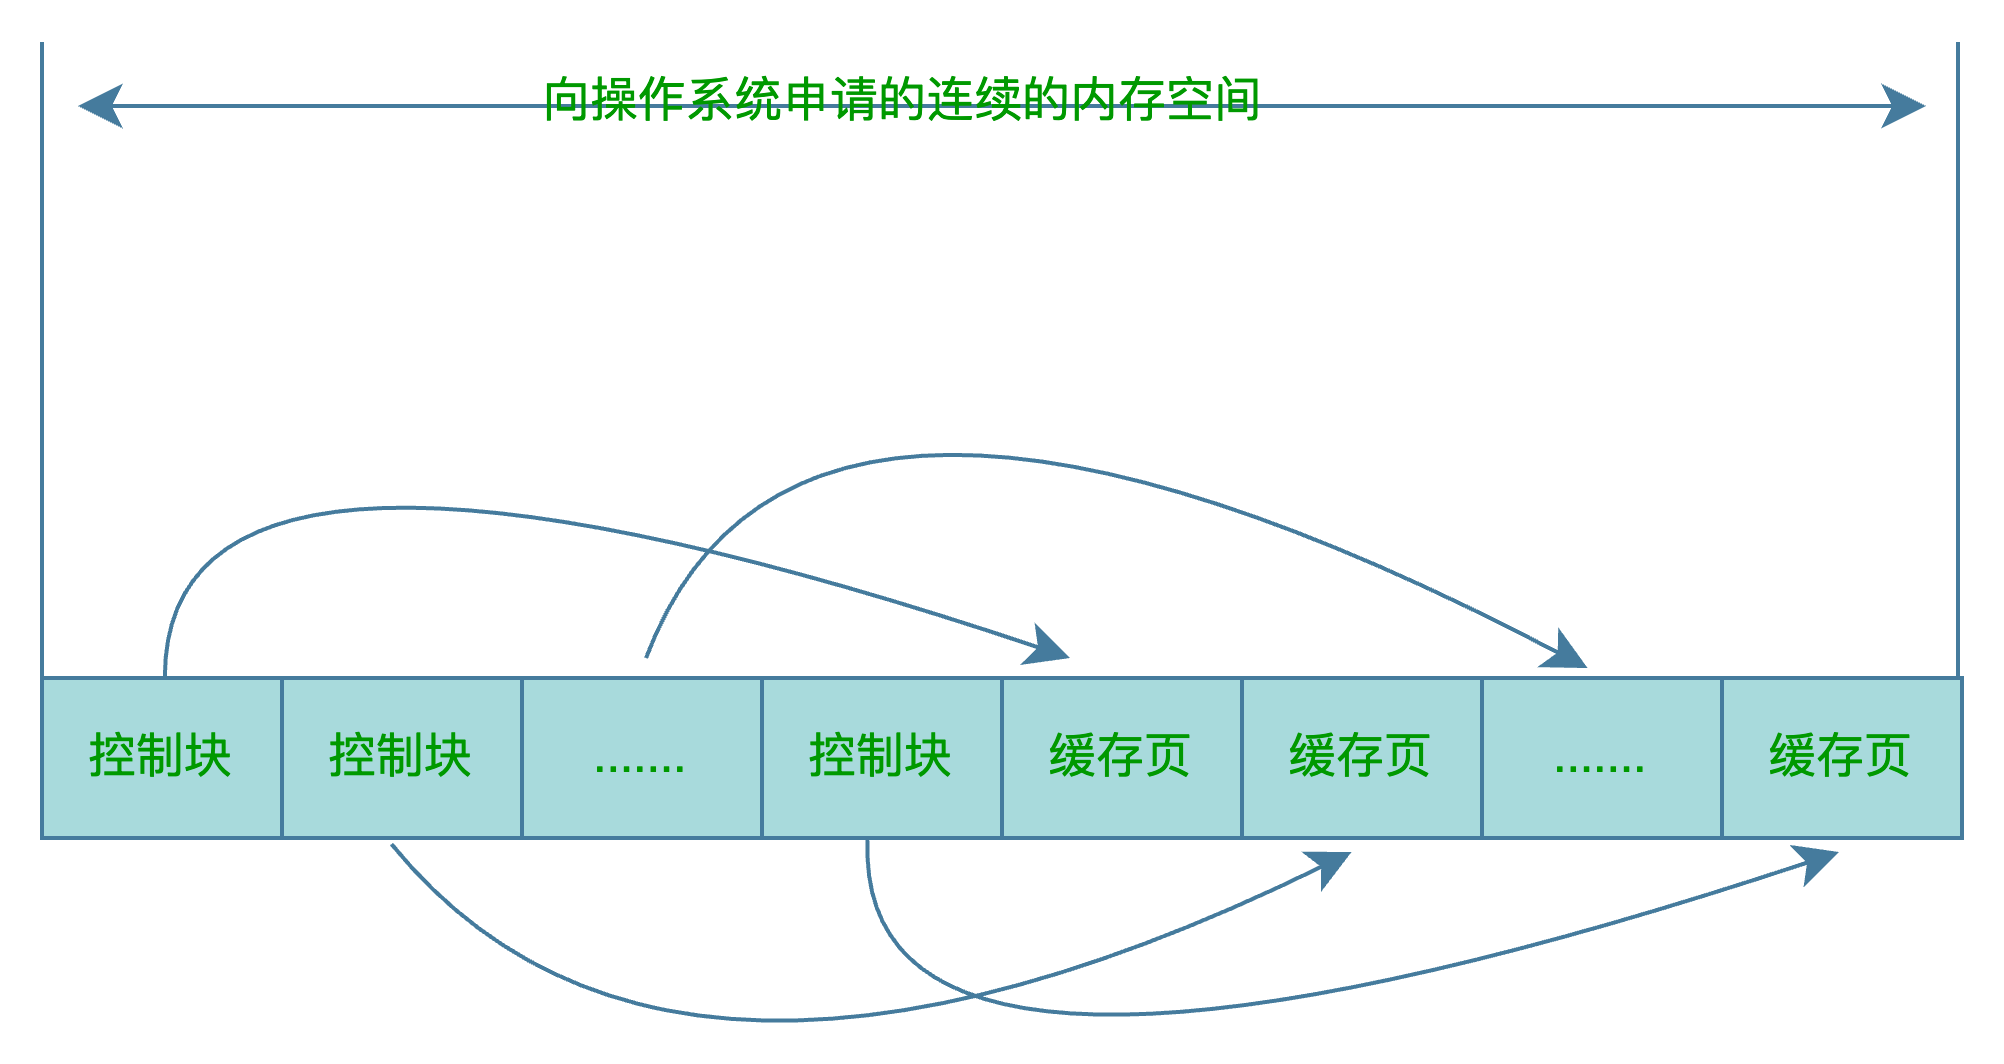 向操作系统申请的连续的内存空间
控制块 控制块 ....... 控制块 缓存页 缓存页 ....... 缓存页